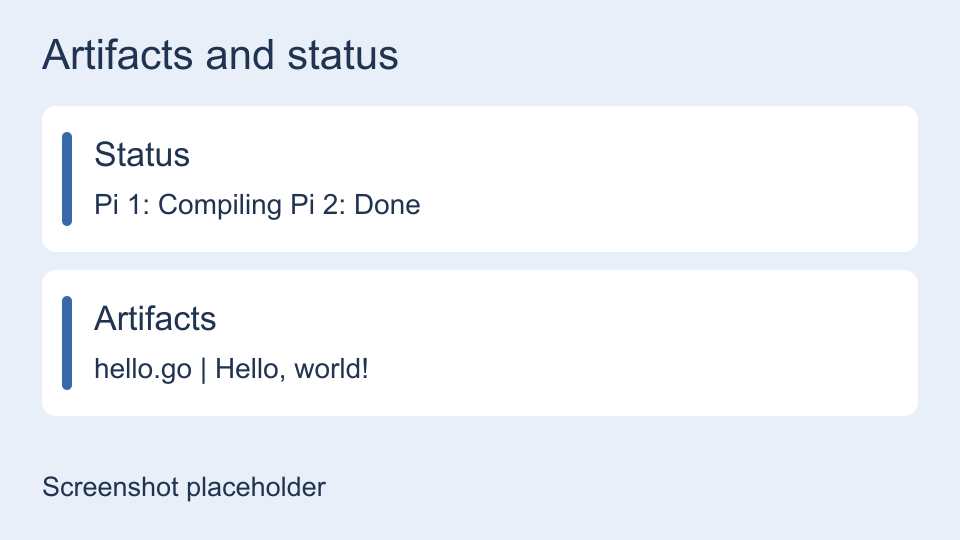 Artifacts and status
Status
Pi 1: Compiling Pi 2: Done
Artifacts
hello.go | Hello, world!
Screenshot placeholder